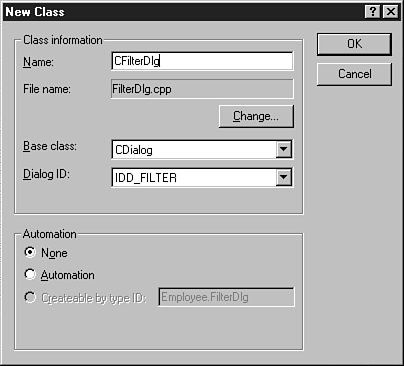 New Class
Class information
Name: CFilterDlg
File name: FilterDlg.cpp
Change...
Base class: CDialog
Dialog ID: IDD_FILTER
OK
Cancel
Automation
None
Automation
Createable by type ID: Employee.FilterDlg